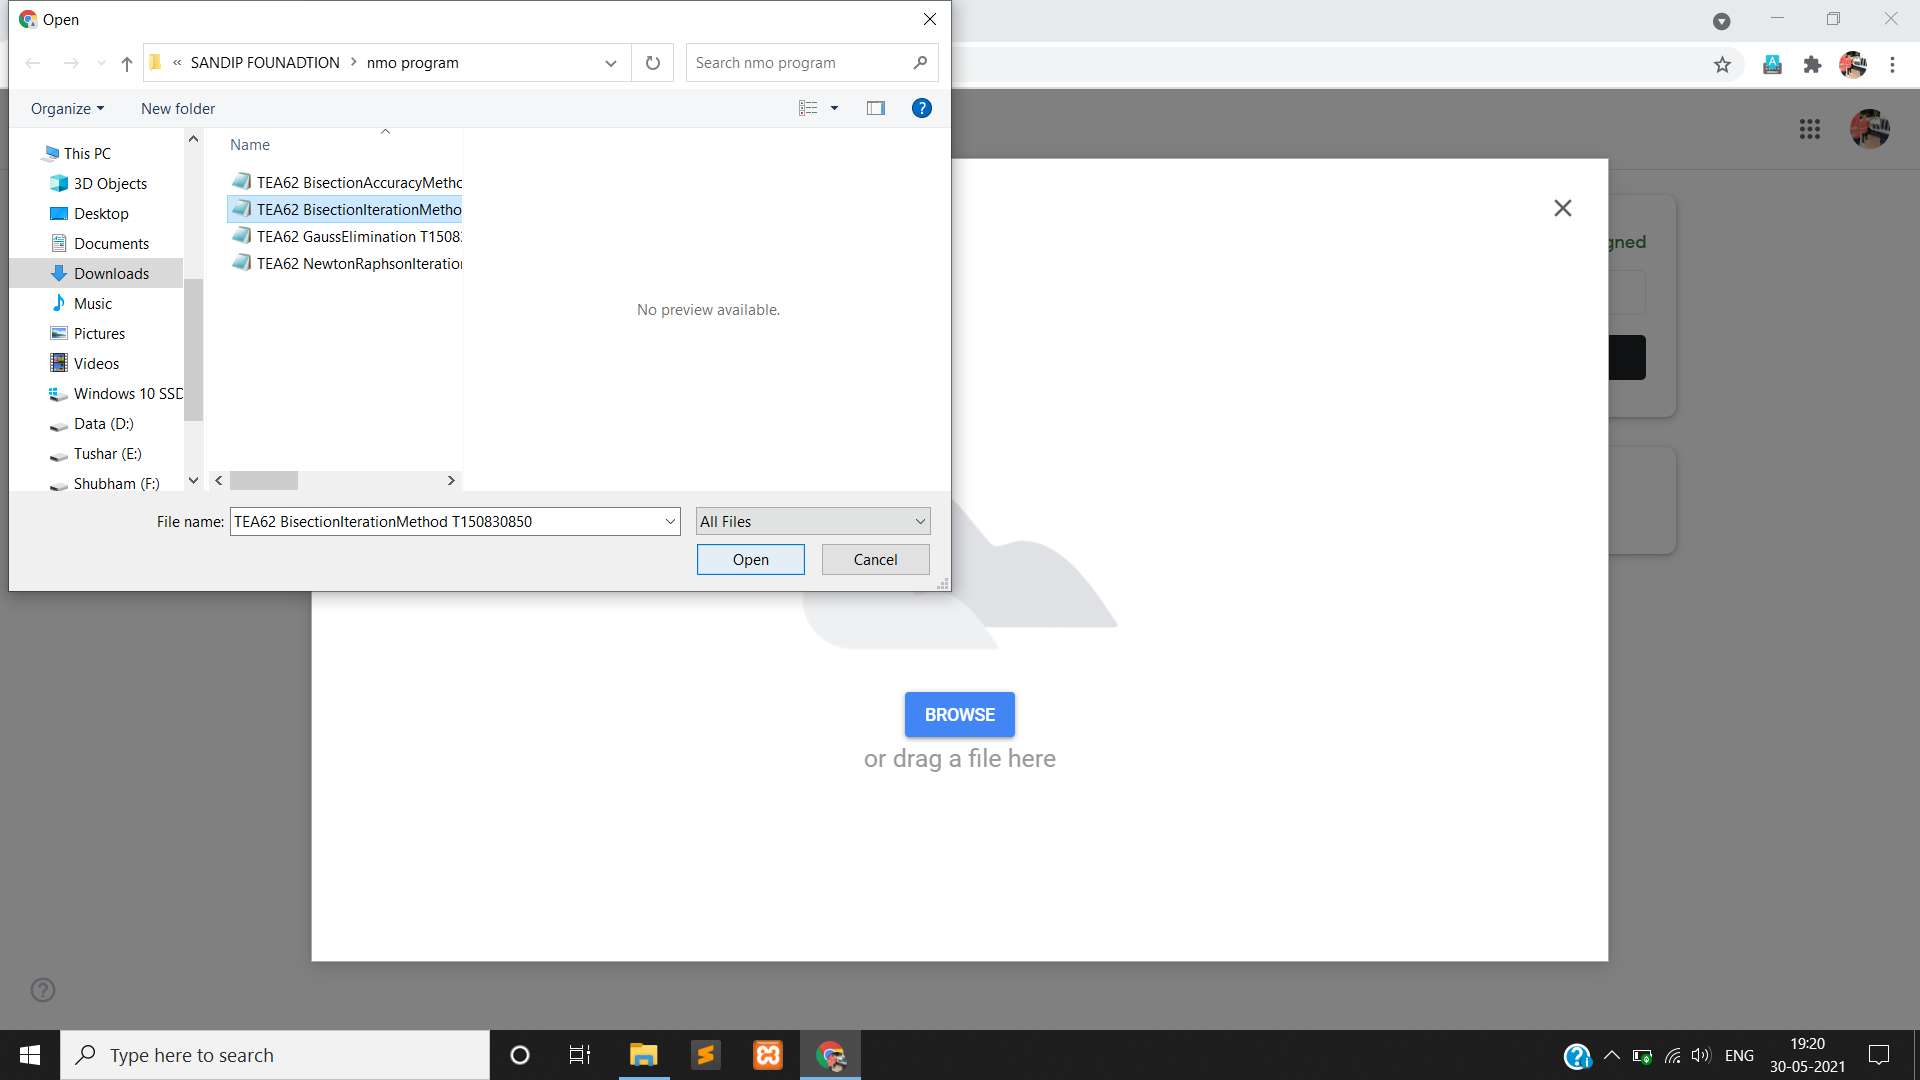 Open
« SANDIP FOUNADTION > nmo program
Search nmo program
Organize
New folder
This PC
3D Objects
Desktop
Documents
Downloads
Music
Pictures
Videos
Windows 10 SSD
Data (D:)
Tushar (E:)
Shubham (F:)
Name
TEA62 BisectionAccuracyMetho
TEA62 BisectionIterationMetho
TEA62 GaussElimination T1508
TEA62 NewtonRaphsonIteration
No preview available.
File name:
TEA62 BisectionIterationMethod T150830850
All Files
Open
Cancel
gned
BROWSE
or drag a file here
Type here to search
ENG
19:20
30-05-2021